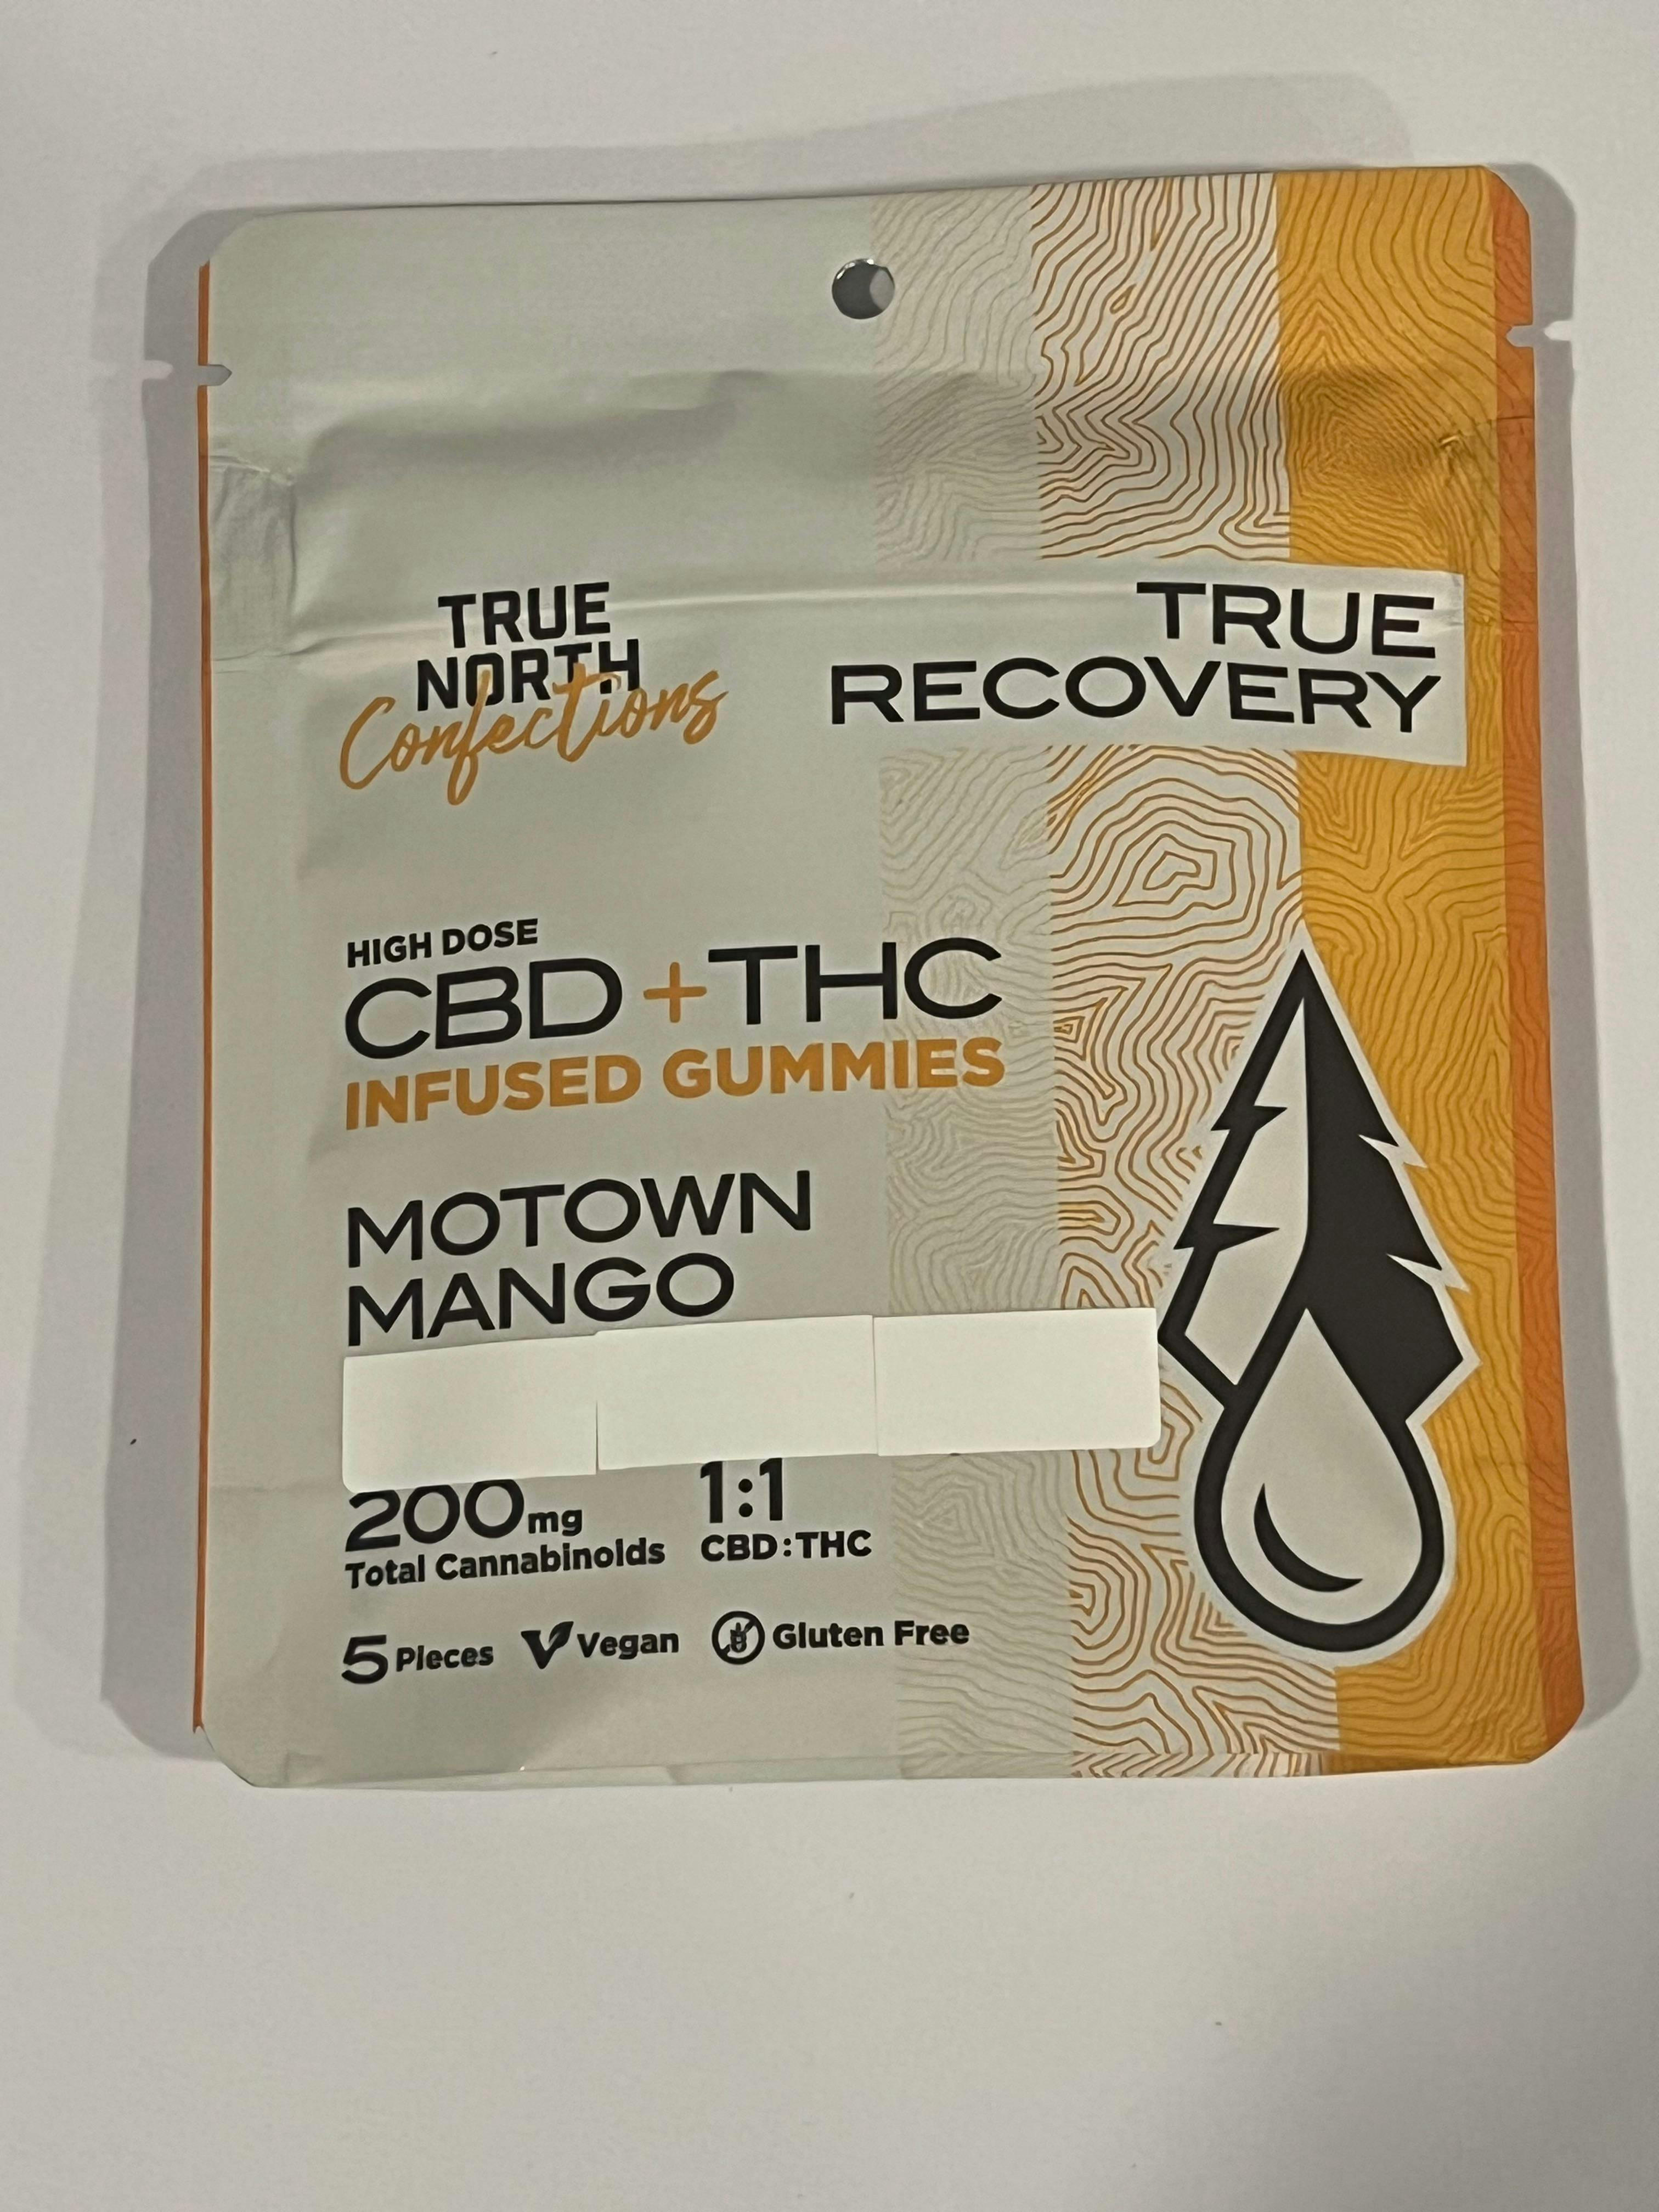 TRUE
NORTH
Confections
TRUE
RECOVERY
HIGH DOSE
CBD + THC
INFUSED GUMMIES
MOTOWN
MANGO
200mg
Total Cannabinoids
1:1
CBD:THC
5 Pieces Vegan Gluten Free